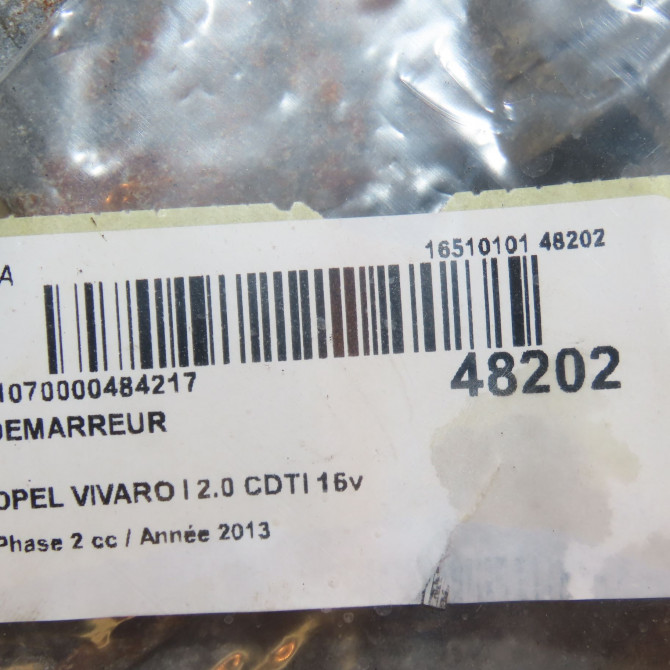 A
16510101 48202
1070000484217
48202
DEMARREUR
OPEL VIVARO I 2.0 CDTI 16v
Phase 2 cc / Année 2013